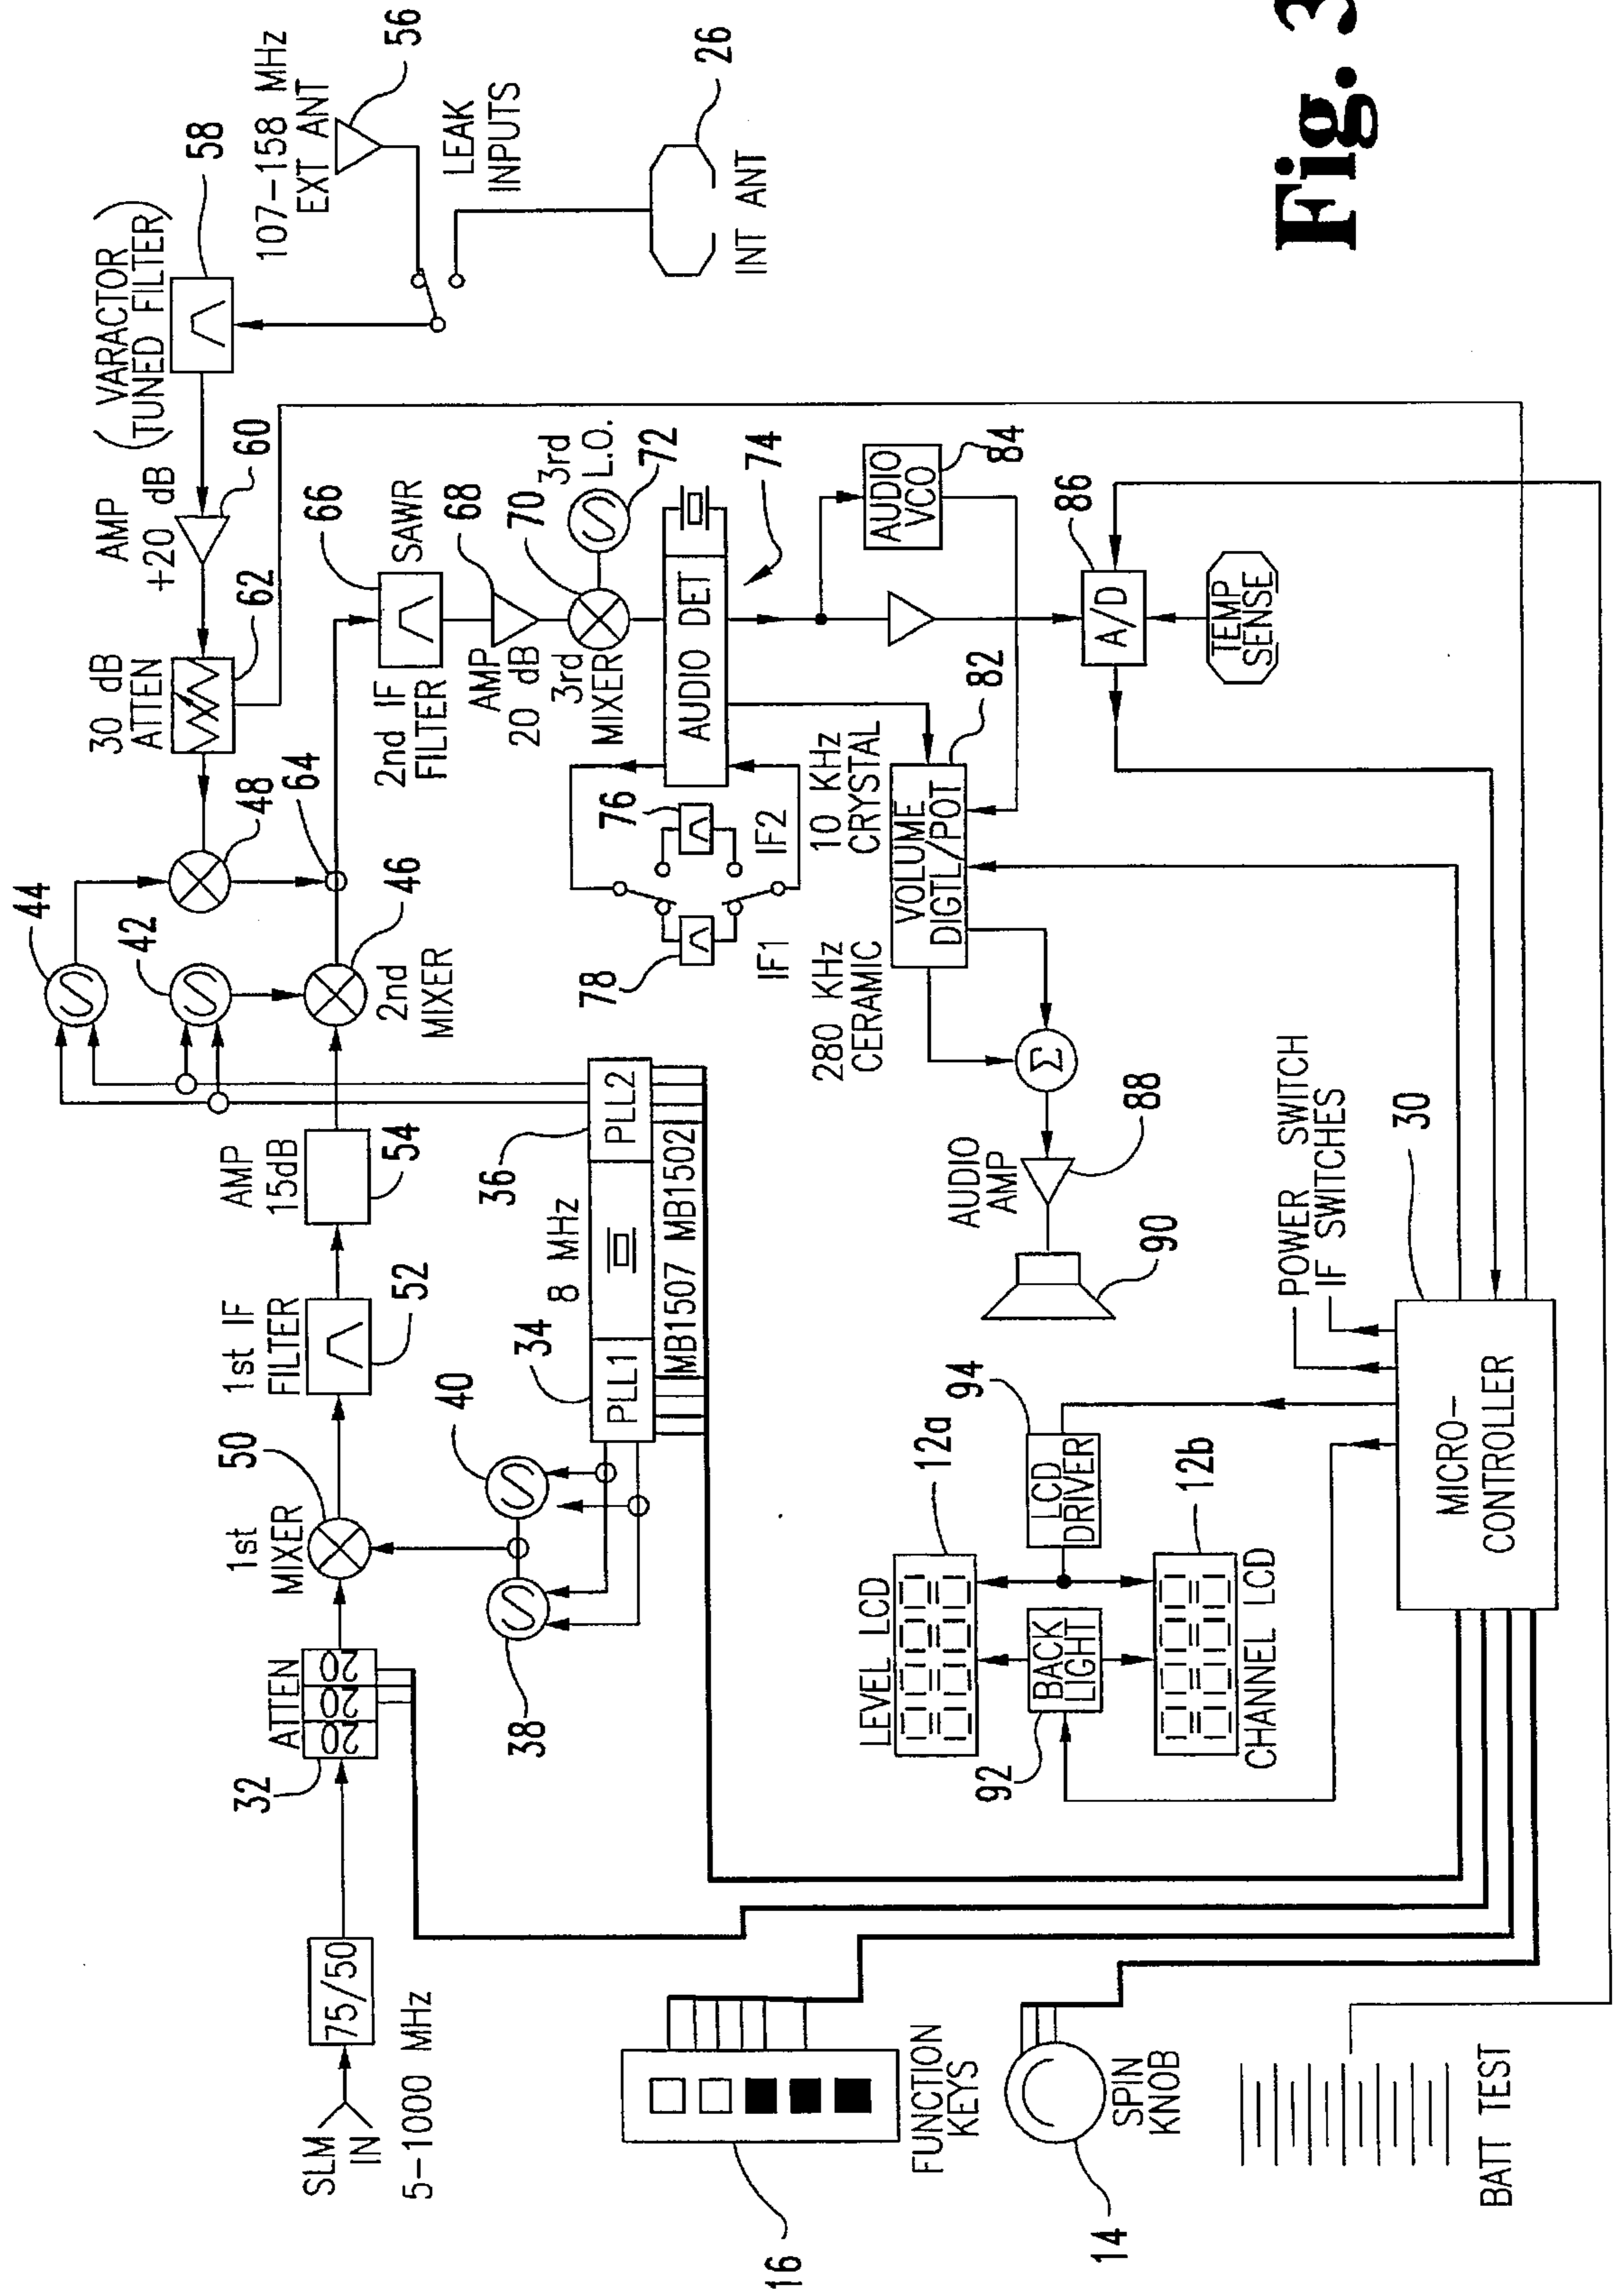 SLM
IN
5-1000 MHz
75/50
32
ATTEN
20 20 20
1st
MIXER
50
1st IF
FILTER
52
AMP
15dB
54
44
42
2nd
MIXER
46
48
64
30 dB
ATTEN
62
AMP
+20 dB
60
(VARACTOR
TUNED FILTER)
58
107-158 MHz
EXT ANT
56
LEAK
INPUTS
26
INT ANT
38
40
34
PLL1
8 MHz
36
PLL2
MB1507 MB1502
2nd IF
FILTER
66
SAWR
AMP
20 dB
68
3rd
MIXER
70
3rd
L.O.
72
AUDIO DET
74
76
78
IF1
IF2
280 KHz
CERAMIC
10 KHz
CRYSTAL
VOLUME
DIGTL/POT
82
AUDIO
VCO
84
A/D
86
TEMP
SENSE
Σ
AUDIO
AMP
88
90
16
FUNCTION
KEYS
14
SPIN
KNOB
BATT TEST
LEVEL LCD
12a
BACK
LIGHT
92
LCD
DRIVER
94
12b
CHANNEL LCD
POWER SWITCH
IF SWITCHES
30
MICRO-
CONTROLLER
Fig. 3